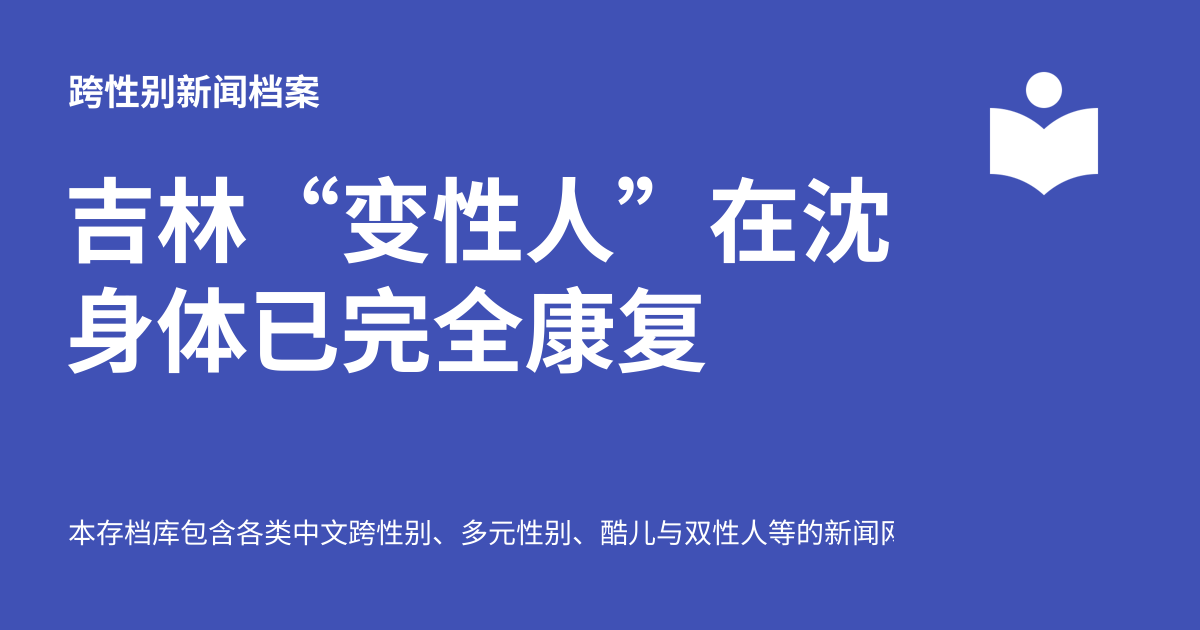 跨性别新闻档案
吉林“变性人”在沈
身体已完全康复
本存档库包含各类中文跨性别、多元性别、酷儿与双性人等的新闻